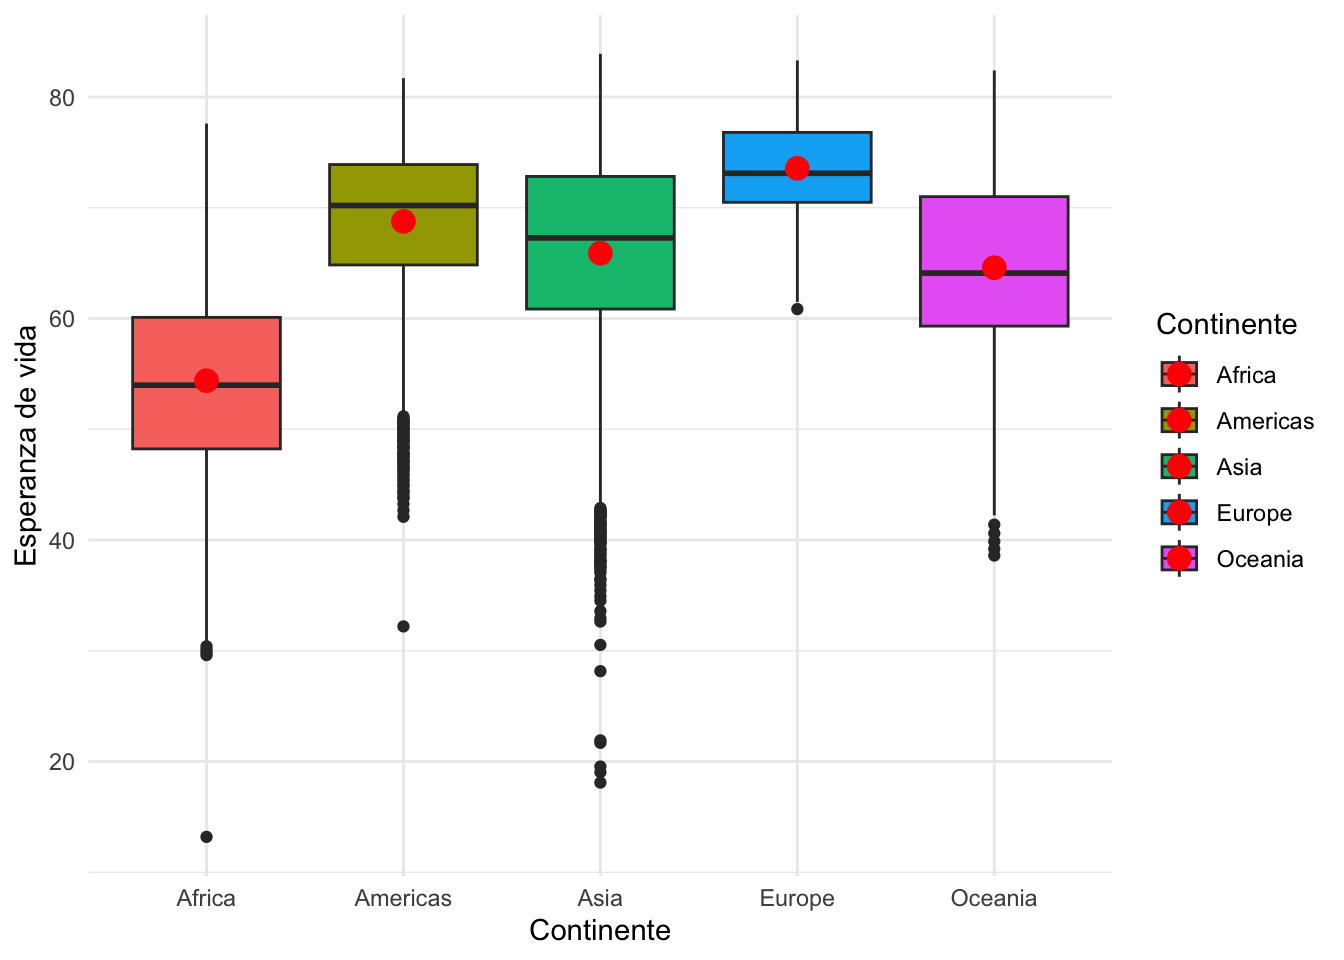 80
60
40
20
Esperanza de vida
Africa
Americas
Asia
Europe
Oceania
Continente
Continente
Africa
Americas
Asia
Europe
Oceania